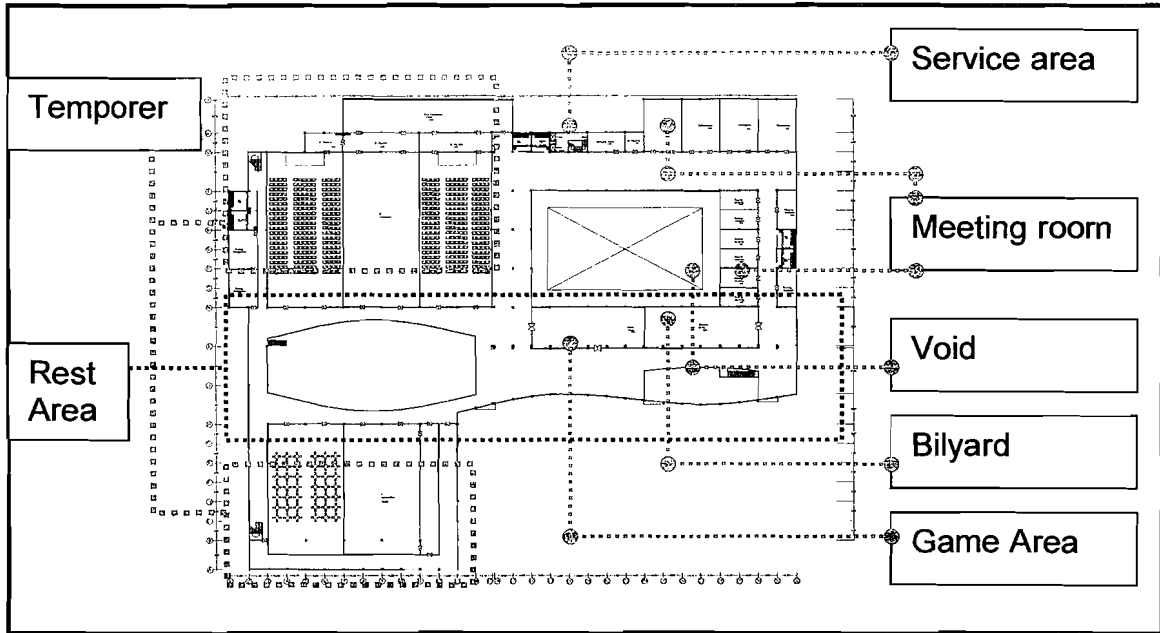 Service area
Temporer
Meeting room
Void
Rest
Area
Bilyard
Game Area